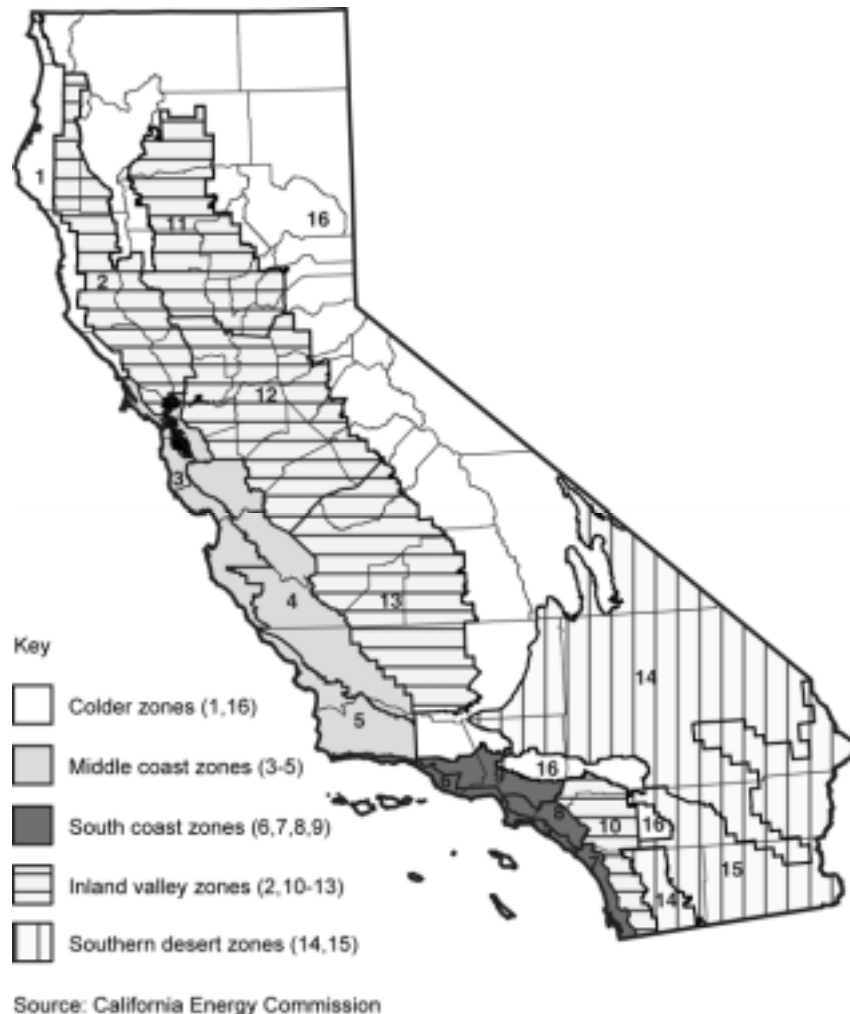 1
16
11
2
12
3
4
13
14
5
16
6
9
8
10
16
15
14
7
Key
Colder zones (1,16)
Middle coast zones (3-5)
South coast zones (6,7,8,9)
Inland valley zones (2,10-13)
Southern desert zones (14,15)
Source: California Energy Commission